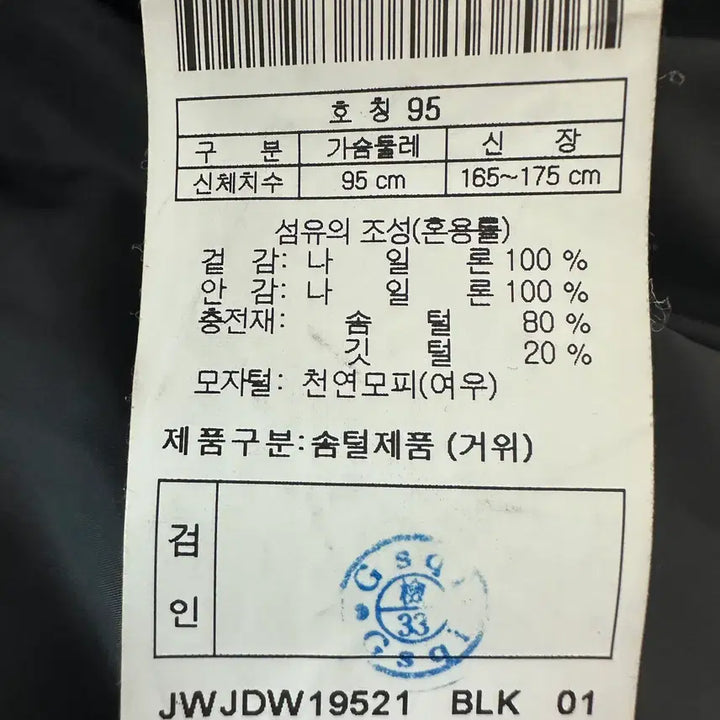 호 칭 95
구 분 가슴둘레 신 장
신체치수 95 cm 165~175 cm
섬유의 조성(혼용률)
겉 감: 나 일 론 100 %
안 감: 나 일 론 100 %
충전재: 솜 털 80 %
깃 털 20 %
모자털: 천연모피(여우)
제품구분:솜털제품 (거위)
검인
Gsqi
檢
33
Gsqi
JWJDW19521 BLK 01